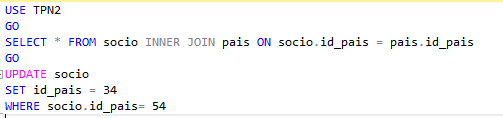 USE TPN2
GO
SELECT * FROM socio INNER JOIN pais ON socio.id_pais = pais.id_pais
GO
UPDATE socio
SET id_pais = 34
WHERE socio.id_pais= 54